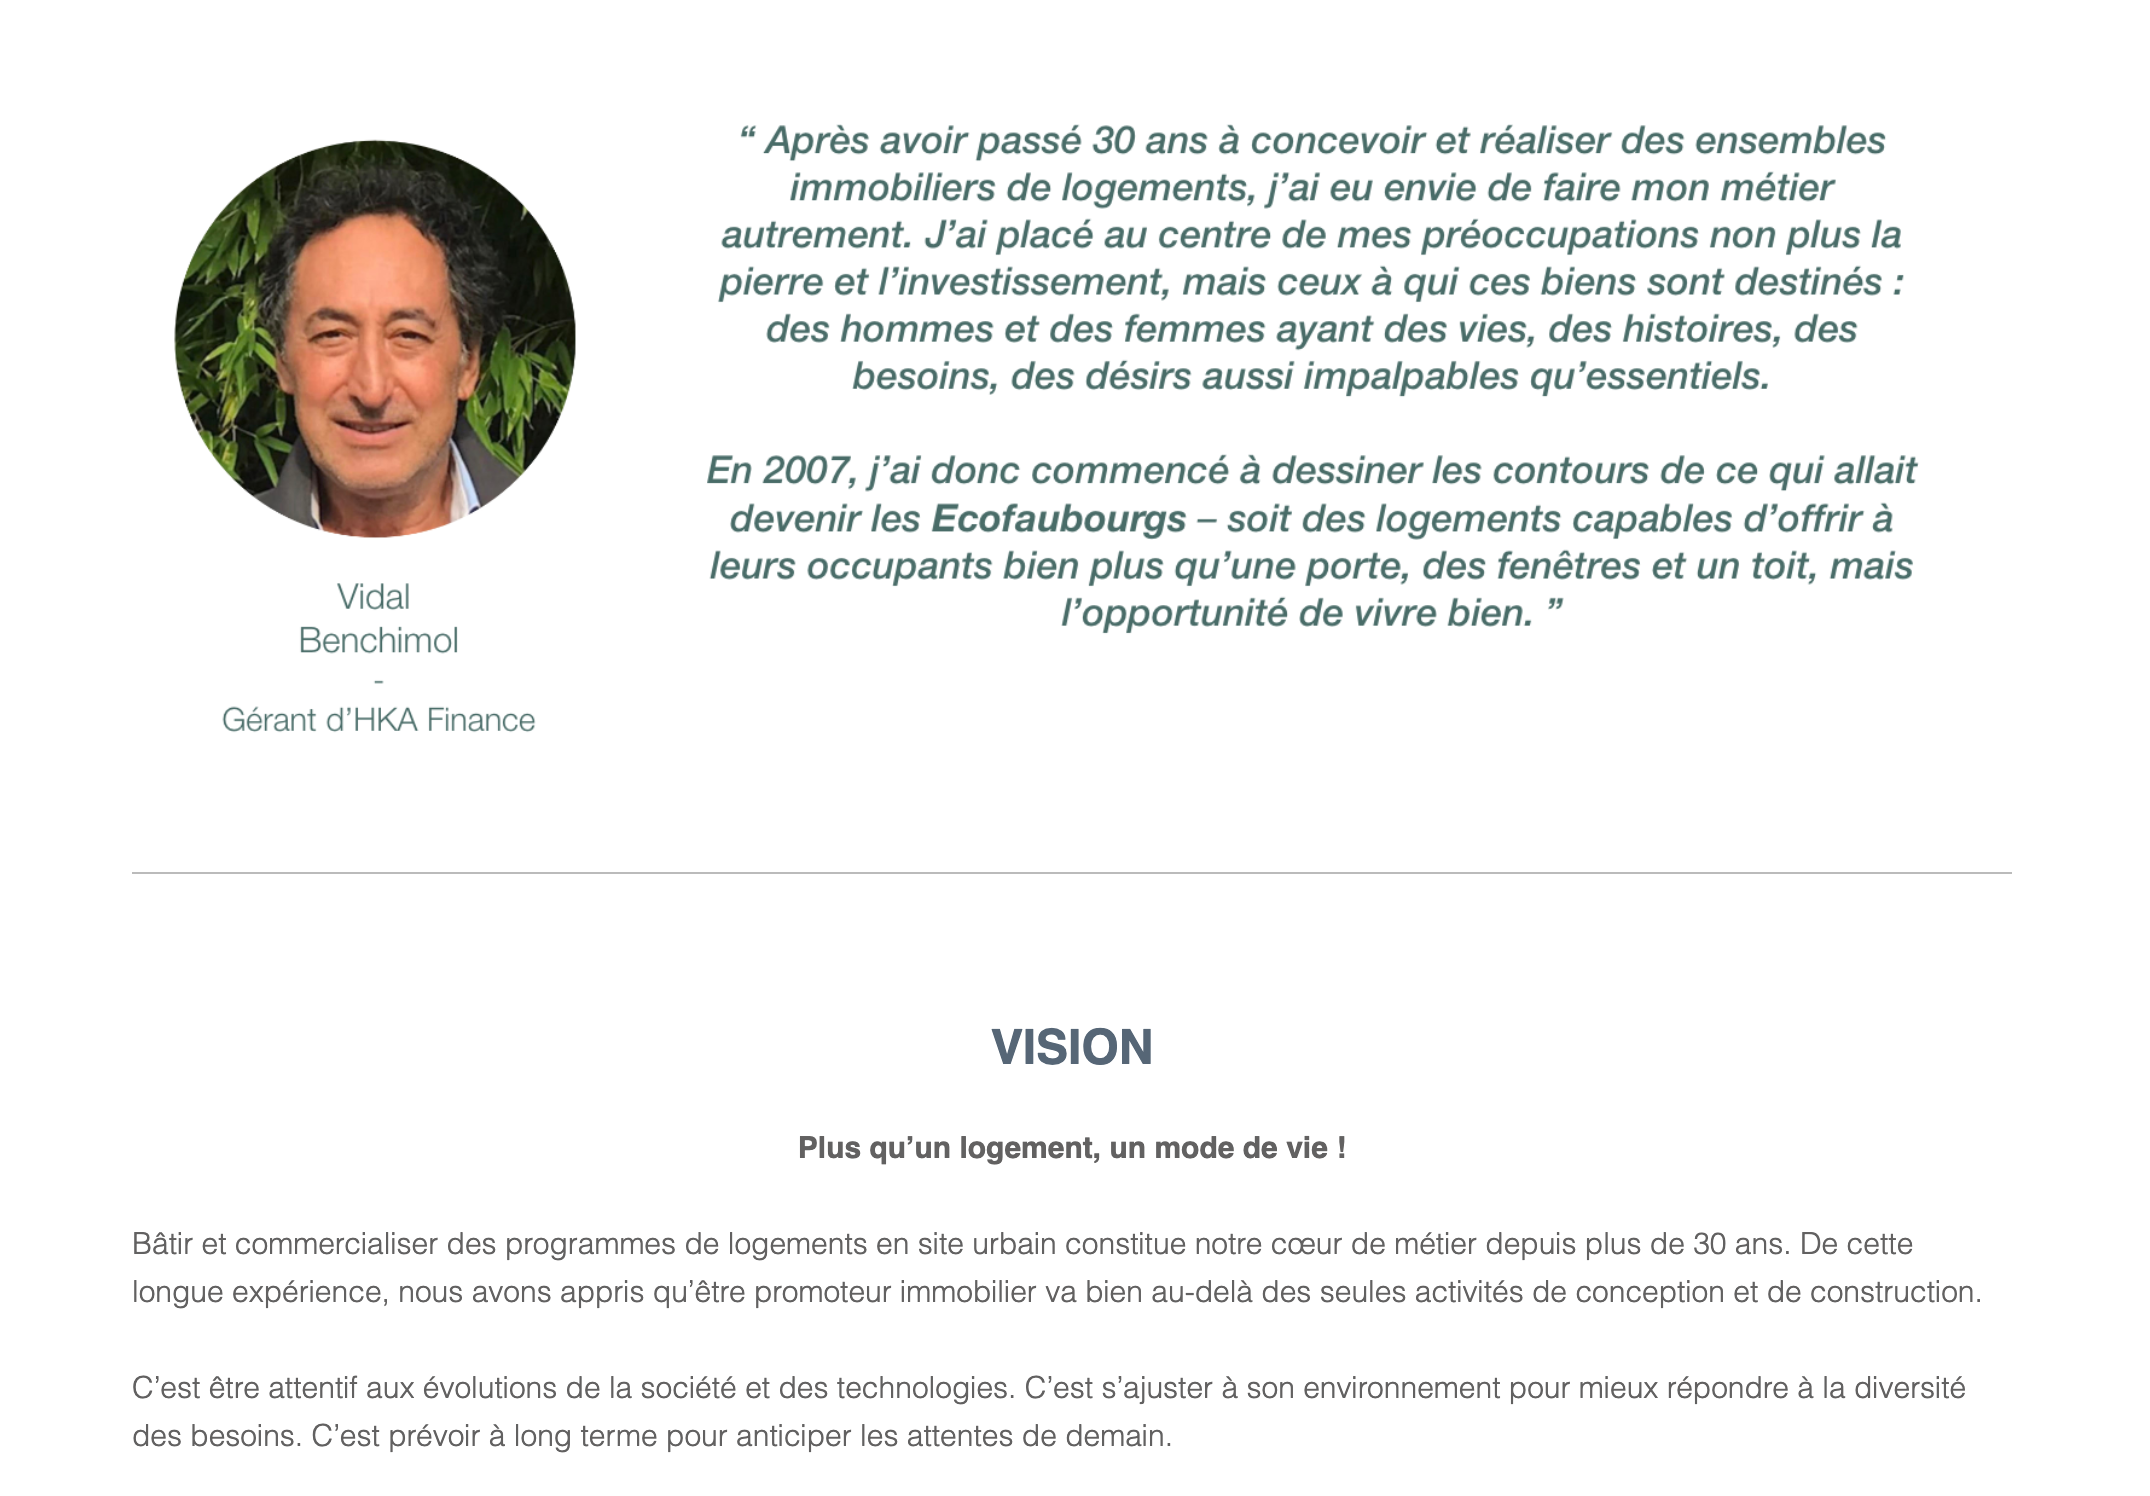 “ Après avoir passé 30 ans à concevoir et réaliser des ensembles
immobiliers de logements, j’ai eu envie de faire mon métier
autrement. J’ai placé au centre de mes préoccupations non plus la
pierre et l’investissement, mais ceux à qui ces biens sont destinés :
des hommes et des femmes ayant des vies, des histoires, des
besoins, des désirs aussi impalpables qu’essentiels.
En 2007, j’ai donc commencé à dessiner les contours de ce qui allait
devenir les Ecofaubourgs – soit des logements capables d’offrir à
leurs occupants bien plus qu’une porte, des fenêtres et un toit, mais
l’opportunité de vivre bien. ”
Vidal
Benchimol
-
Gérant d’HKA Finance
VISION
Plus qu’un logement, un mode de vie !
Bâtir et commercialiser des programmes de logements en site urbain constitue notre cœur de métier depuis plus de 30 ans. De cette
longue expérience, nous avons appris qu’être promoteur immobilier va bien au-delà des seules activités de conception et de construction.
C’est être attentif aux évolutions de la société et des technologies. C’est s’ajuster à son environnement pour mieux répondre à la diversité
des besoins. C’est prévoir à long terme pour anticiper les attentes de demain.